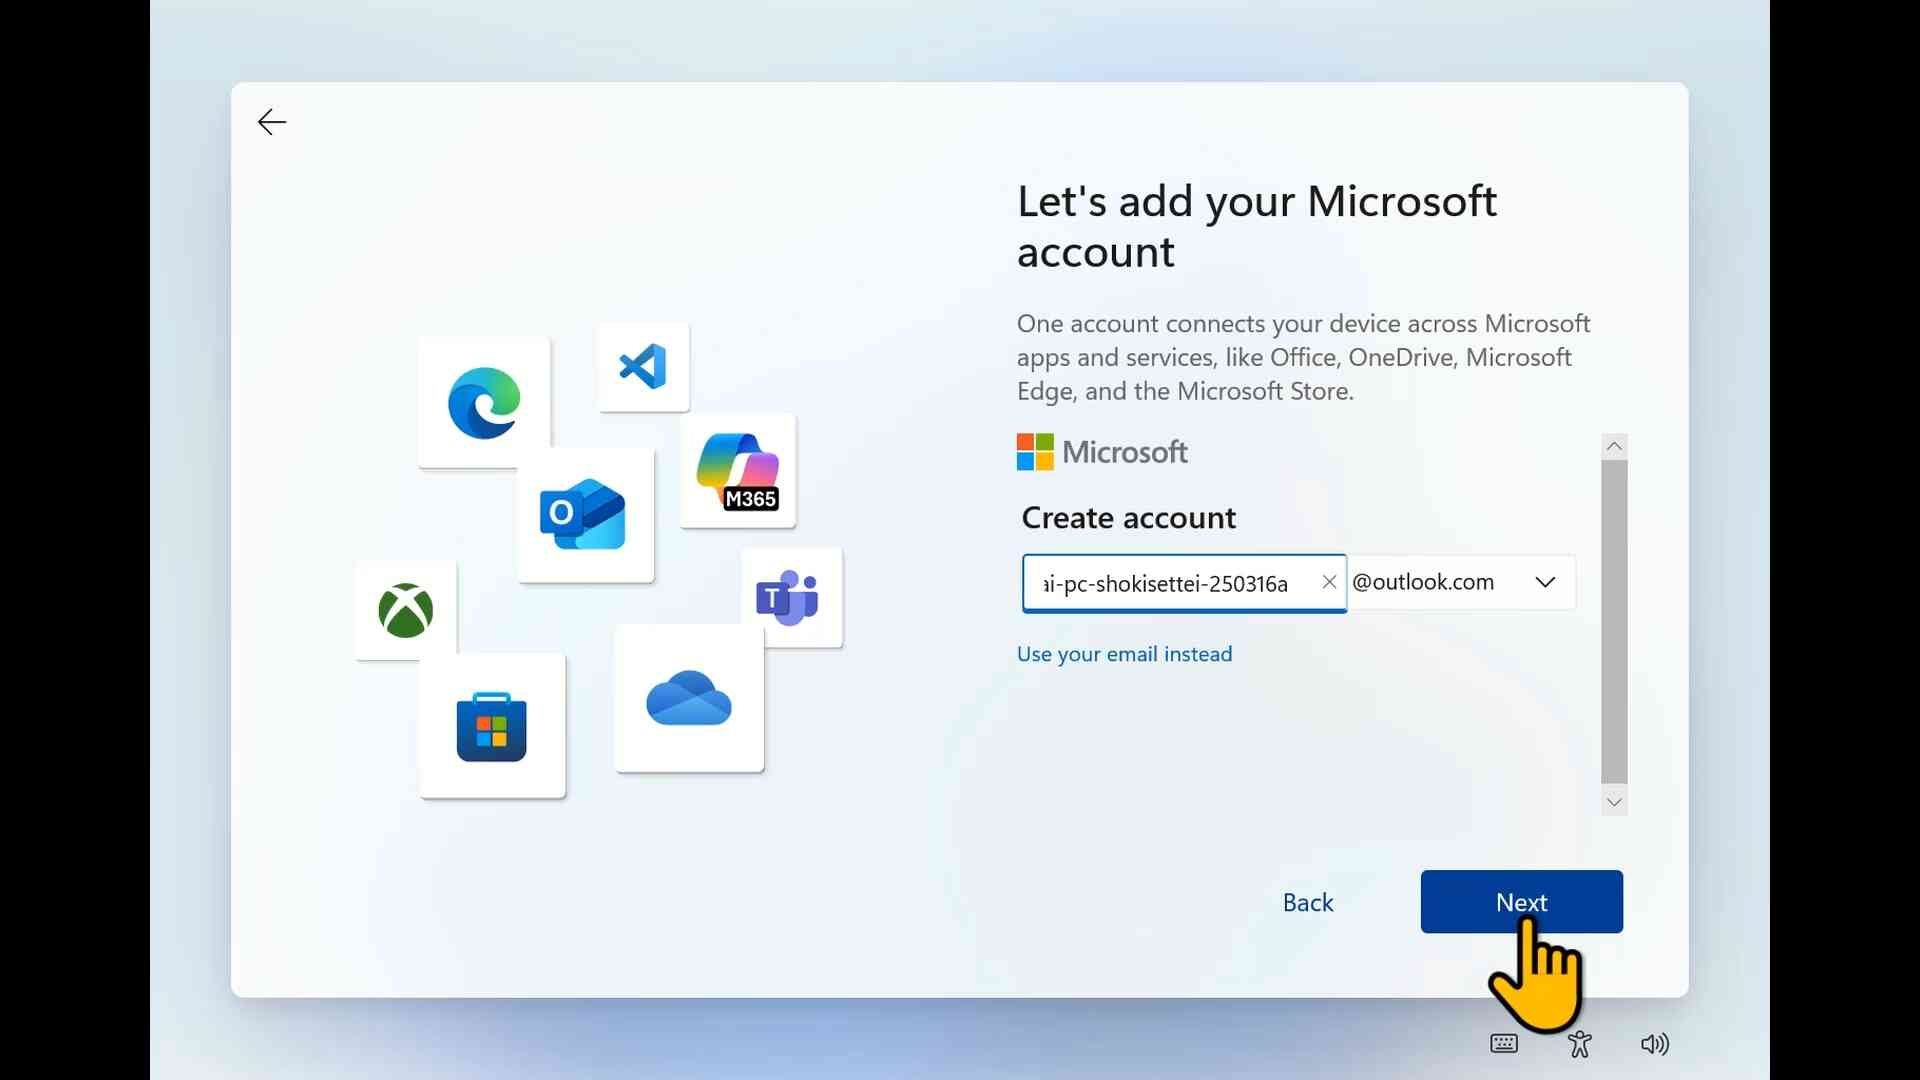 Let's add your Microsoft
account
One account connects your device across Microsoft
apps and services, like Office, OneDrive, Microsoft
Edge, and the Microsoft Store.
Microsoft
Create account
ai-pc-shokisettei-250316a
@outlook.com
Use your email instead
M365
O
T
Back
Next